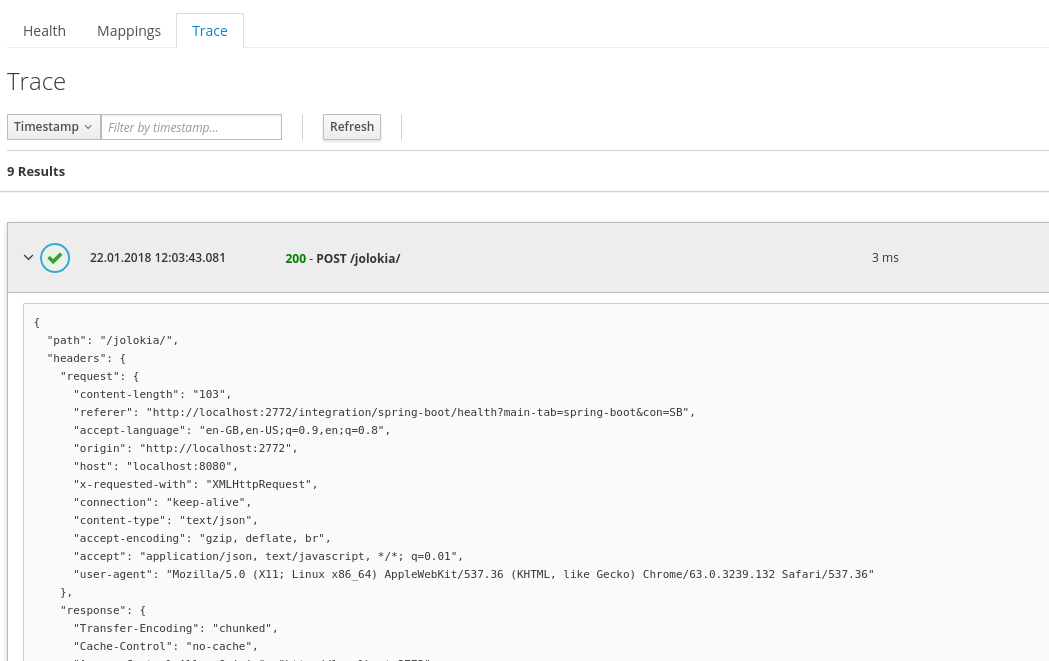 Health Mappings Trace
Trace
Timestamp Filter by timestamp... Refresh
9 Results
22.01.2018 12:03:43.081 200 - POST /jolokia/ 3 ms
{
"path": "/jolokia/",
"headers": {
"request": {
"content-length": "103",
"referer": "http://localhost:2772/integration/spring-boot/health?main-tab=spring-boot&con=SB",
"accept-language": "en-GB,en-US;q=0.9,en;q=0.8",
"origin": "http://localhost:2772",
"host": "localhost:8080",
"x-requested-with": "XMLHttpRequest",
"connection": "keep-alive",
"content-type": "text/json",
"accept-encoding": "gzip, deflate, br",
"accept": "application/json, text/javascript, */*; q=0.01",
"user-agent": "Mozilla/5.0 (X11; Linux x86_64) AppleWebKit/537.36 (KHTML, like Gecko) Chrome/63.0.3239.132 Safari/537.36"
},
"response": {
"Transfer-Encoding": "chunked",
"Cache-Control": "no-cache",